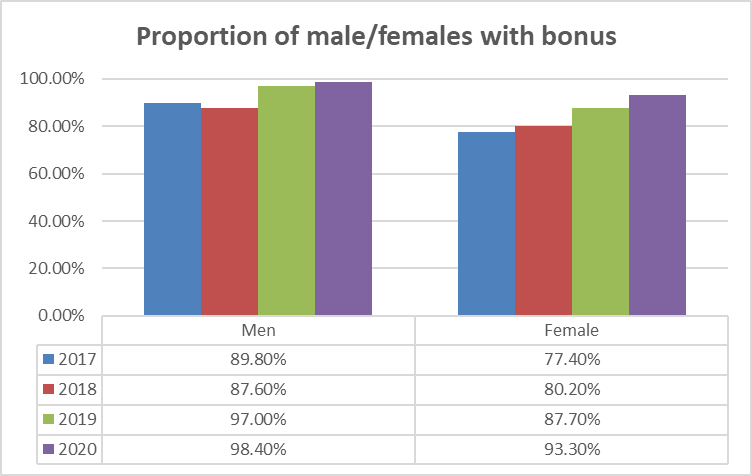 Proportion of male/females with bonus
100.00%
80.00%
60.00%
40.00%
20.00%
0.00%
Men Female
2017 89.80% 77.40%
2018 87.60% 80.20%
2019 97.00% 87.70%
2020 98.40% 93.30%